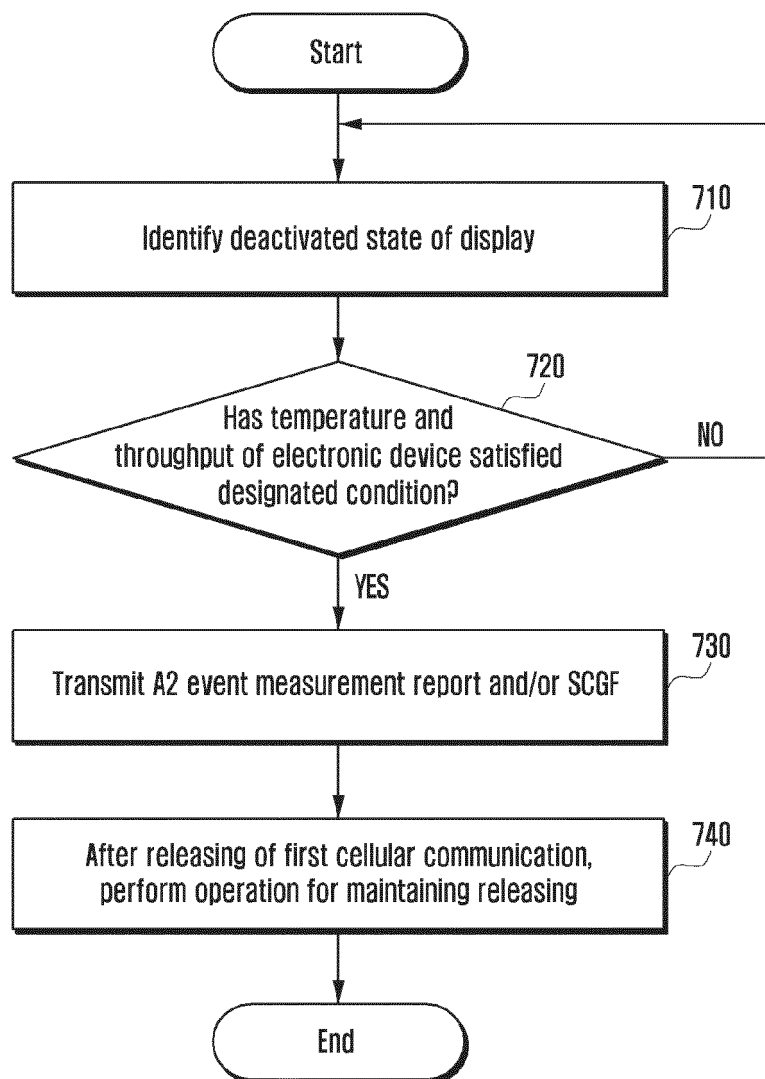 Start
710
Identify deactivated state of display
720
Has temperature and
throughput of electronic device satisfied
designated condition?
NO
YES
730
Transmit A2 event measurement report and/or SCGF
740
After releasing of first cellular communication,
perform operation for maintaining releasing
End